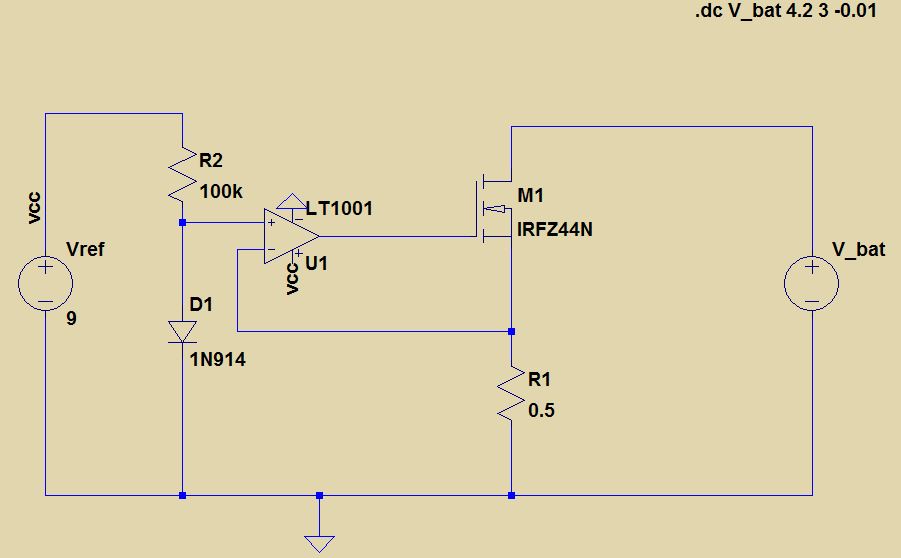 .dc V_bat 4.2 3 -0.01
vcc
R2
100k
LT1001
M1
IRFZ44N
Vref
U1
vcc
V_bat
9
D1
1N914
R1
0.5